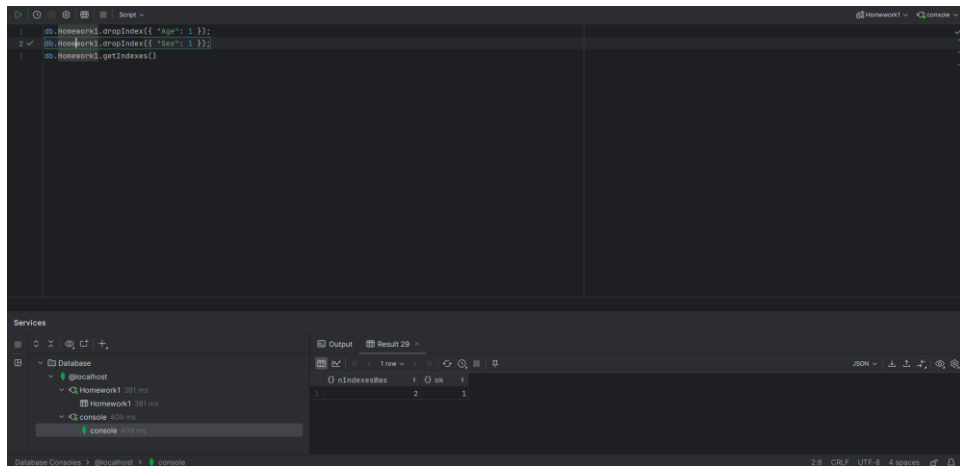 Script
Homework1
console
1 db.Homework1.dropIndex({ "Age": 1 });
2 db.Homework1.dropIndex({ "Sex": 1 });
3 db.Homework1.getIndexes()
Services
Output Result 29 ×
Database
1 row
JSON
@localhost
{} nIndexesWas {} ok
Homework1 381 ms
1 2 1
Homework1 381 ms
console 409 ms
console 409 ms
Database Consoles > @localhost > console
2:8 CRLF UTF-8 4 spaces